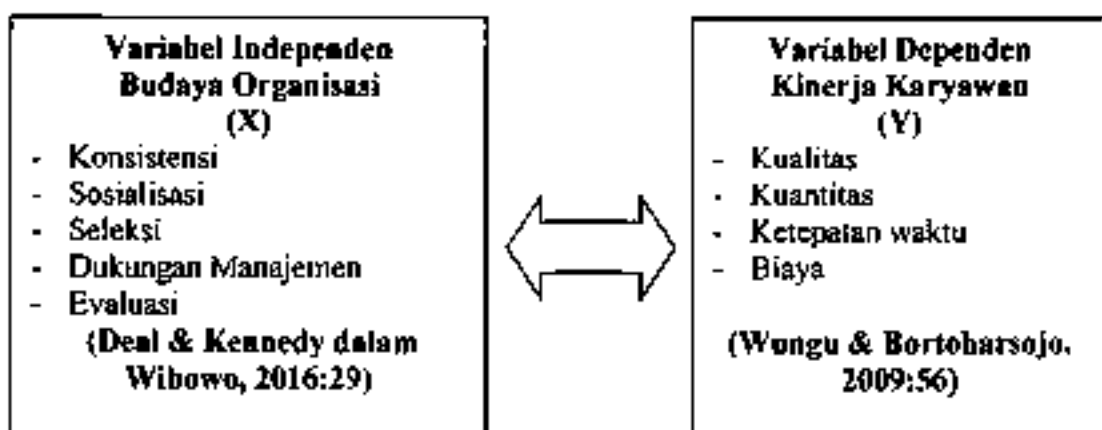 Variabel Independen
Budaya Organisasi
(X)
- Konsistensi
- Sosialisasi
- Seleksi
- Dukungan Manajemen
- Evaluasi
(Deal & Kennedy dalam
Wibowo, 2016:29)
Variabel Dependen
Kinerja Karyawan
(Y)
- Kualitas
- Kuantitas
- Ketepatan waktu
- Biaya
(Wungu & Bortoharsojo.
2009:56)